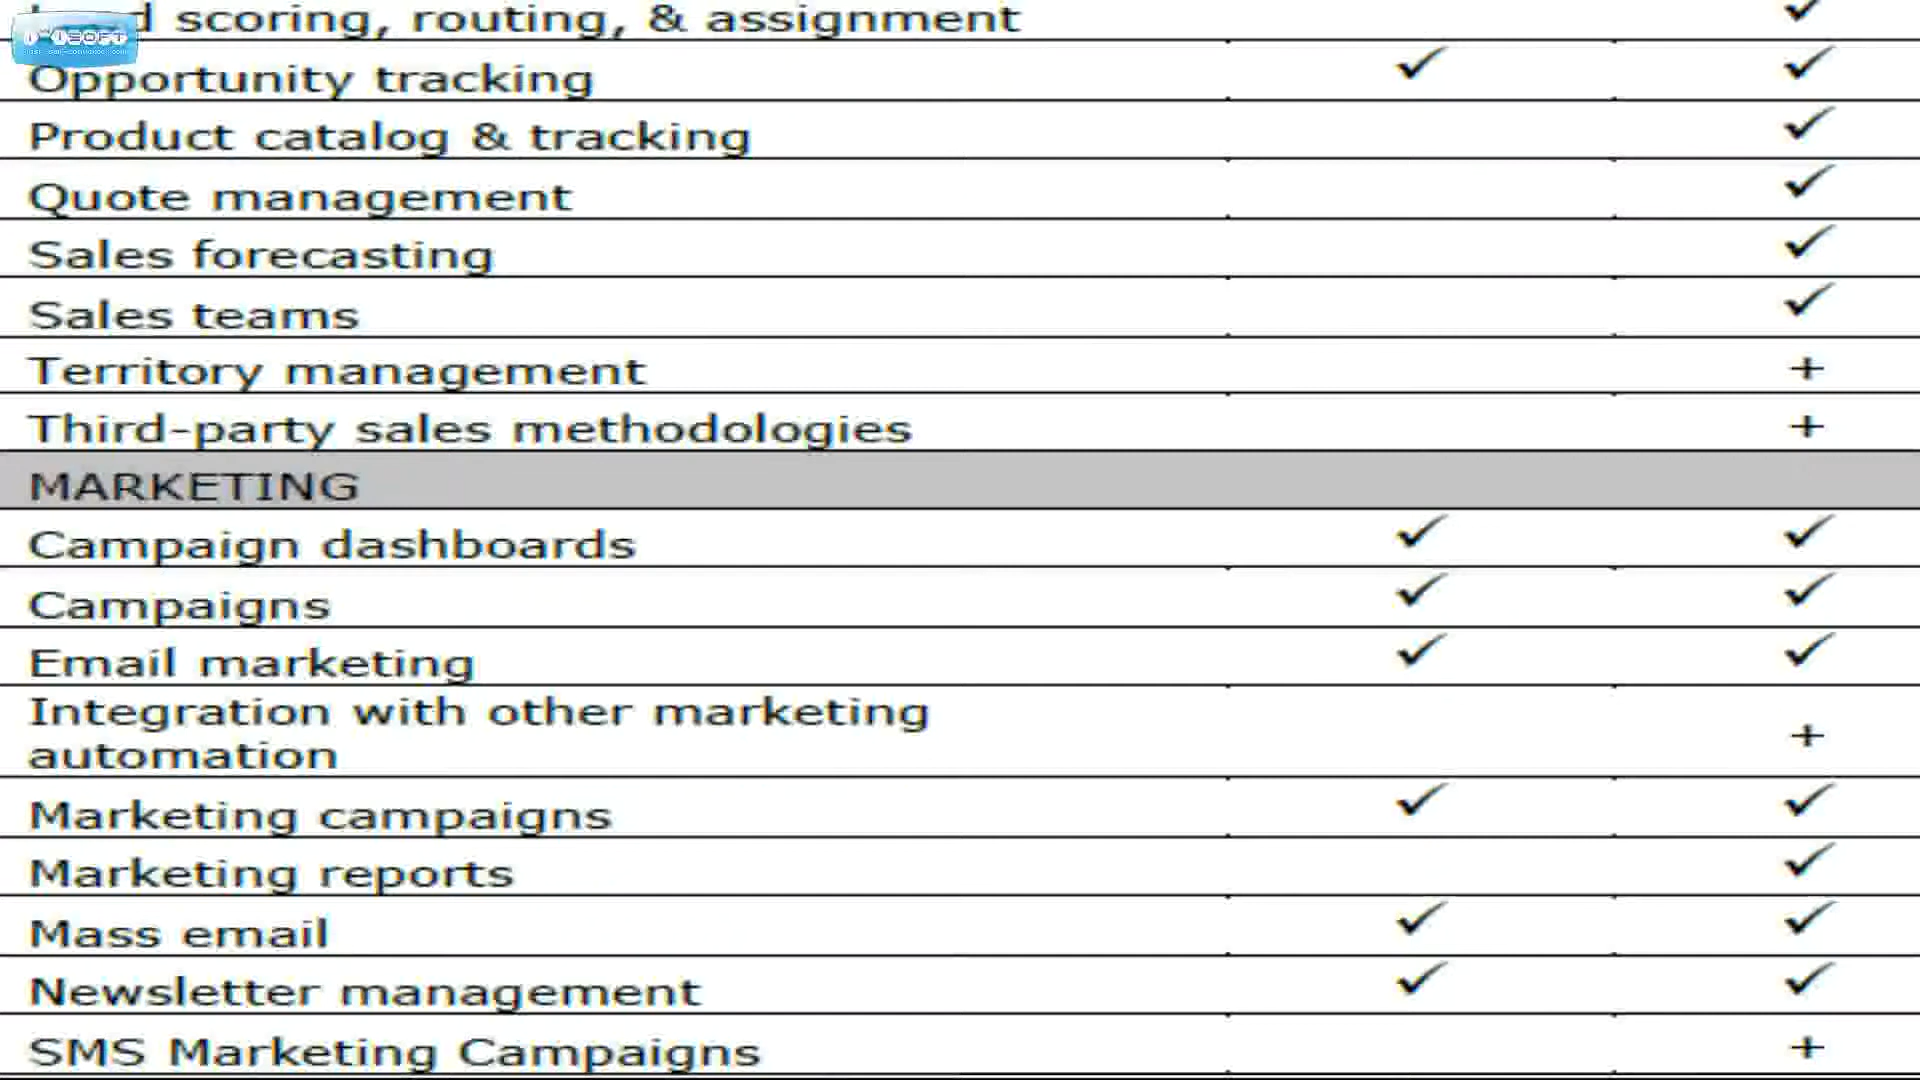 scoring, routing, & assignment ✓
Opportunity tracking ✓ ✓
Product catalog & tracking ✓
Quote management ✓
Sales forecasting ✓
Sales teams ✓
Territory management +
Third-party sales methodologies +
MARKETING
Campaign dashboards ✓ ✓
Campaigns ✓ ✓
Email marketing ✓ ✓
Integration with other marketing
automation +
Marketing campaigns ✓ ✓
Marketing reports ✓
Mass email ✓ ✓
Newsletter management ✓ ✓
SMS Marketing Campaigns +